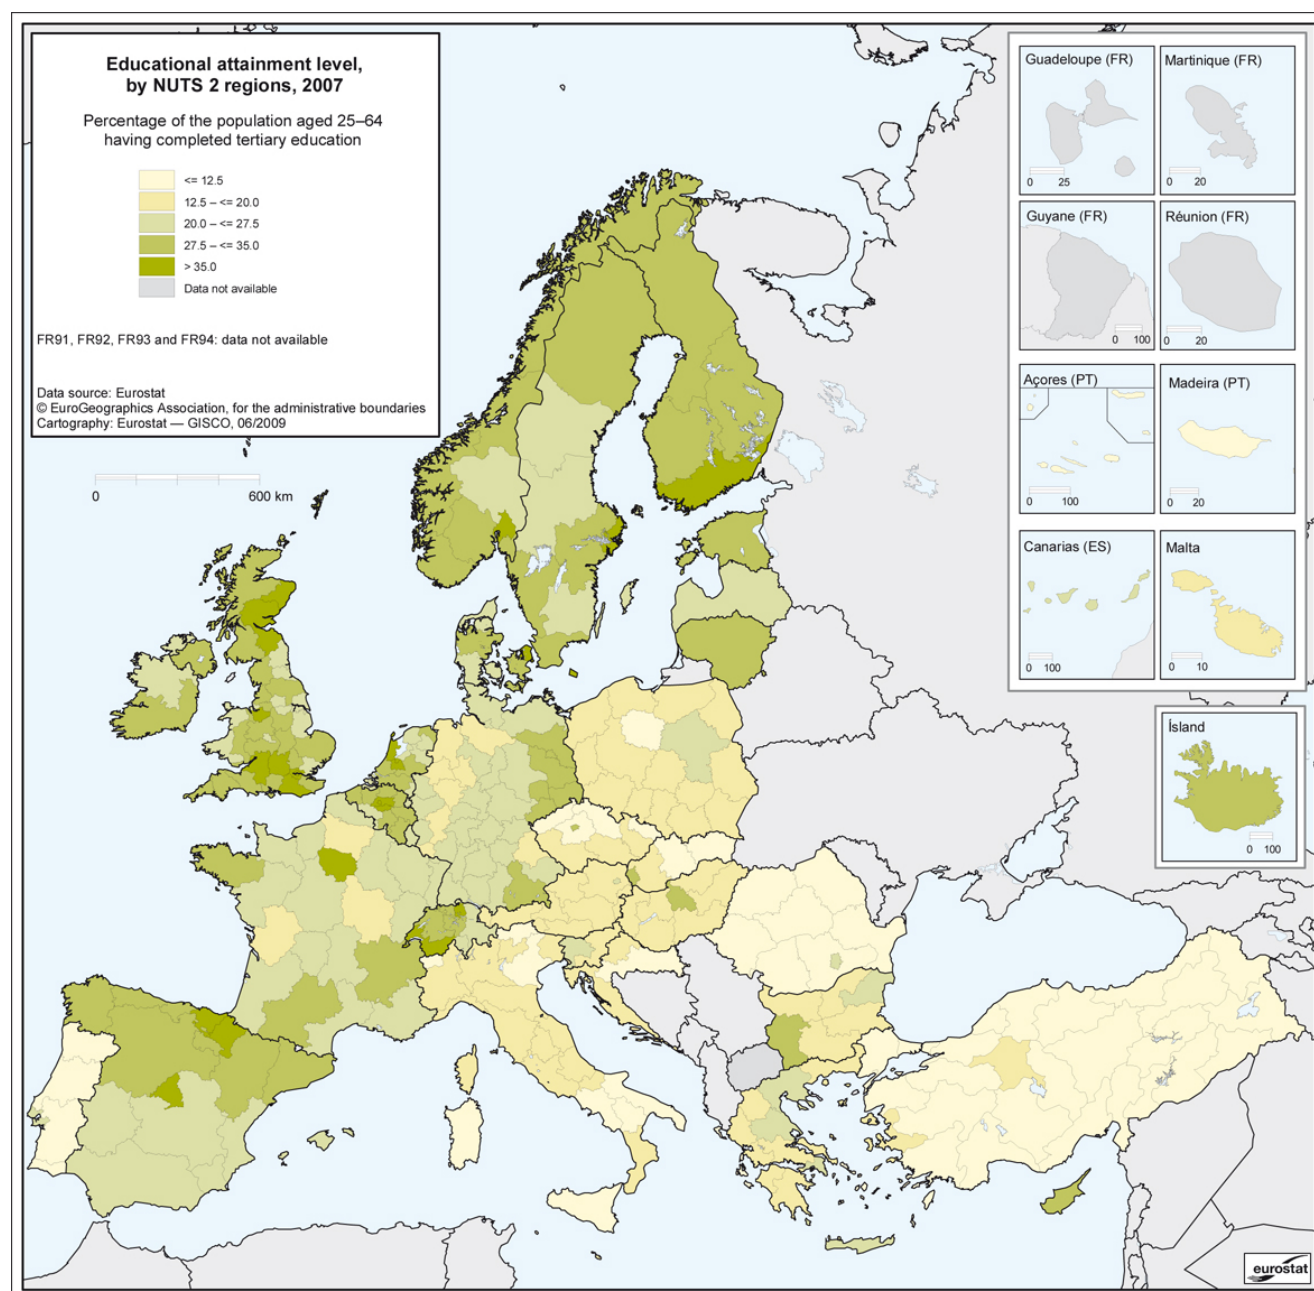 Educational attainment level,
by NUTS 2 regions, 2007
Percentage of the population aged 25–64
having completed tertiary education
<= 12.5
12.5 – <= 20.0
20.0 – <= 27.5
27.5 – <= 35.0
> 35.0
Data not available
FR91, FR92, FR93 and FR94: data not available
Data source: Eurostat
© EuroGeographics Association, for the administrative boundaries
Cartography: Eurostat — GISCO, 06/2009
0 600 km
Guadeloupe (FR)
0 25
Martinique (FR)
0 20
Guyane (FR)
0 100
Réunion (FR)
0 20
Açores (PT)
0 100
Madeira (PT)
0 20
Canarias (ES)
0 100
Malta
0 10
Ísland
0 100
eurostat